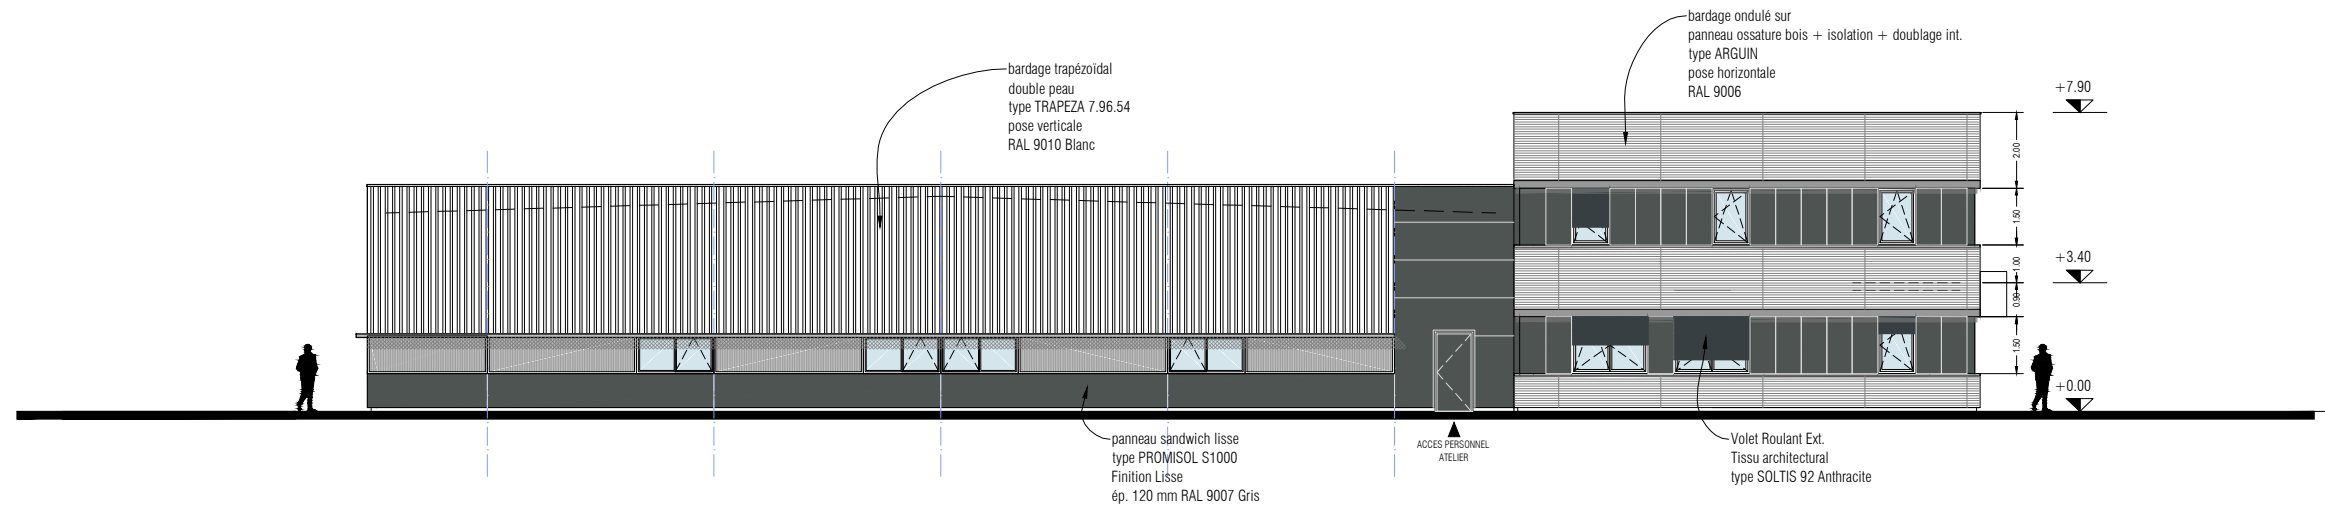 bardage ondulé sur
panneau ossature bois + isolation + doublage int.
type ARGUIN
pose horizontale
RAL 9006
bardage trapézoïdal
double peau
type TRAPEZA 7.96.54
pose verticale
RAL 9010 Blanc
+7.90
2.00
1.50
+3.40
1.00
0.90
1.50
+0.00
panneau sandwich lisse
type PROMISOL S1000
Finition Lisse
ép. 120 mm RAL 9007 Gris
ACCES PERSONNEL
ATELIER
Volet Roulant Ext.
Tissu architectural
type SOLTIS 92 Anthracite